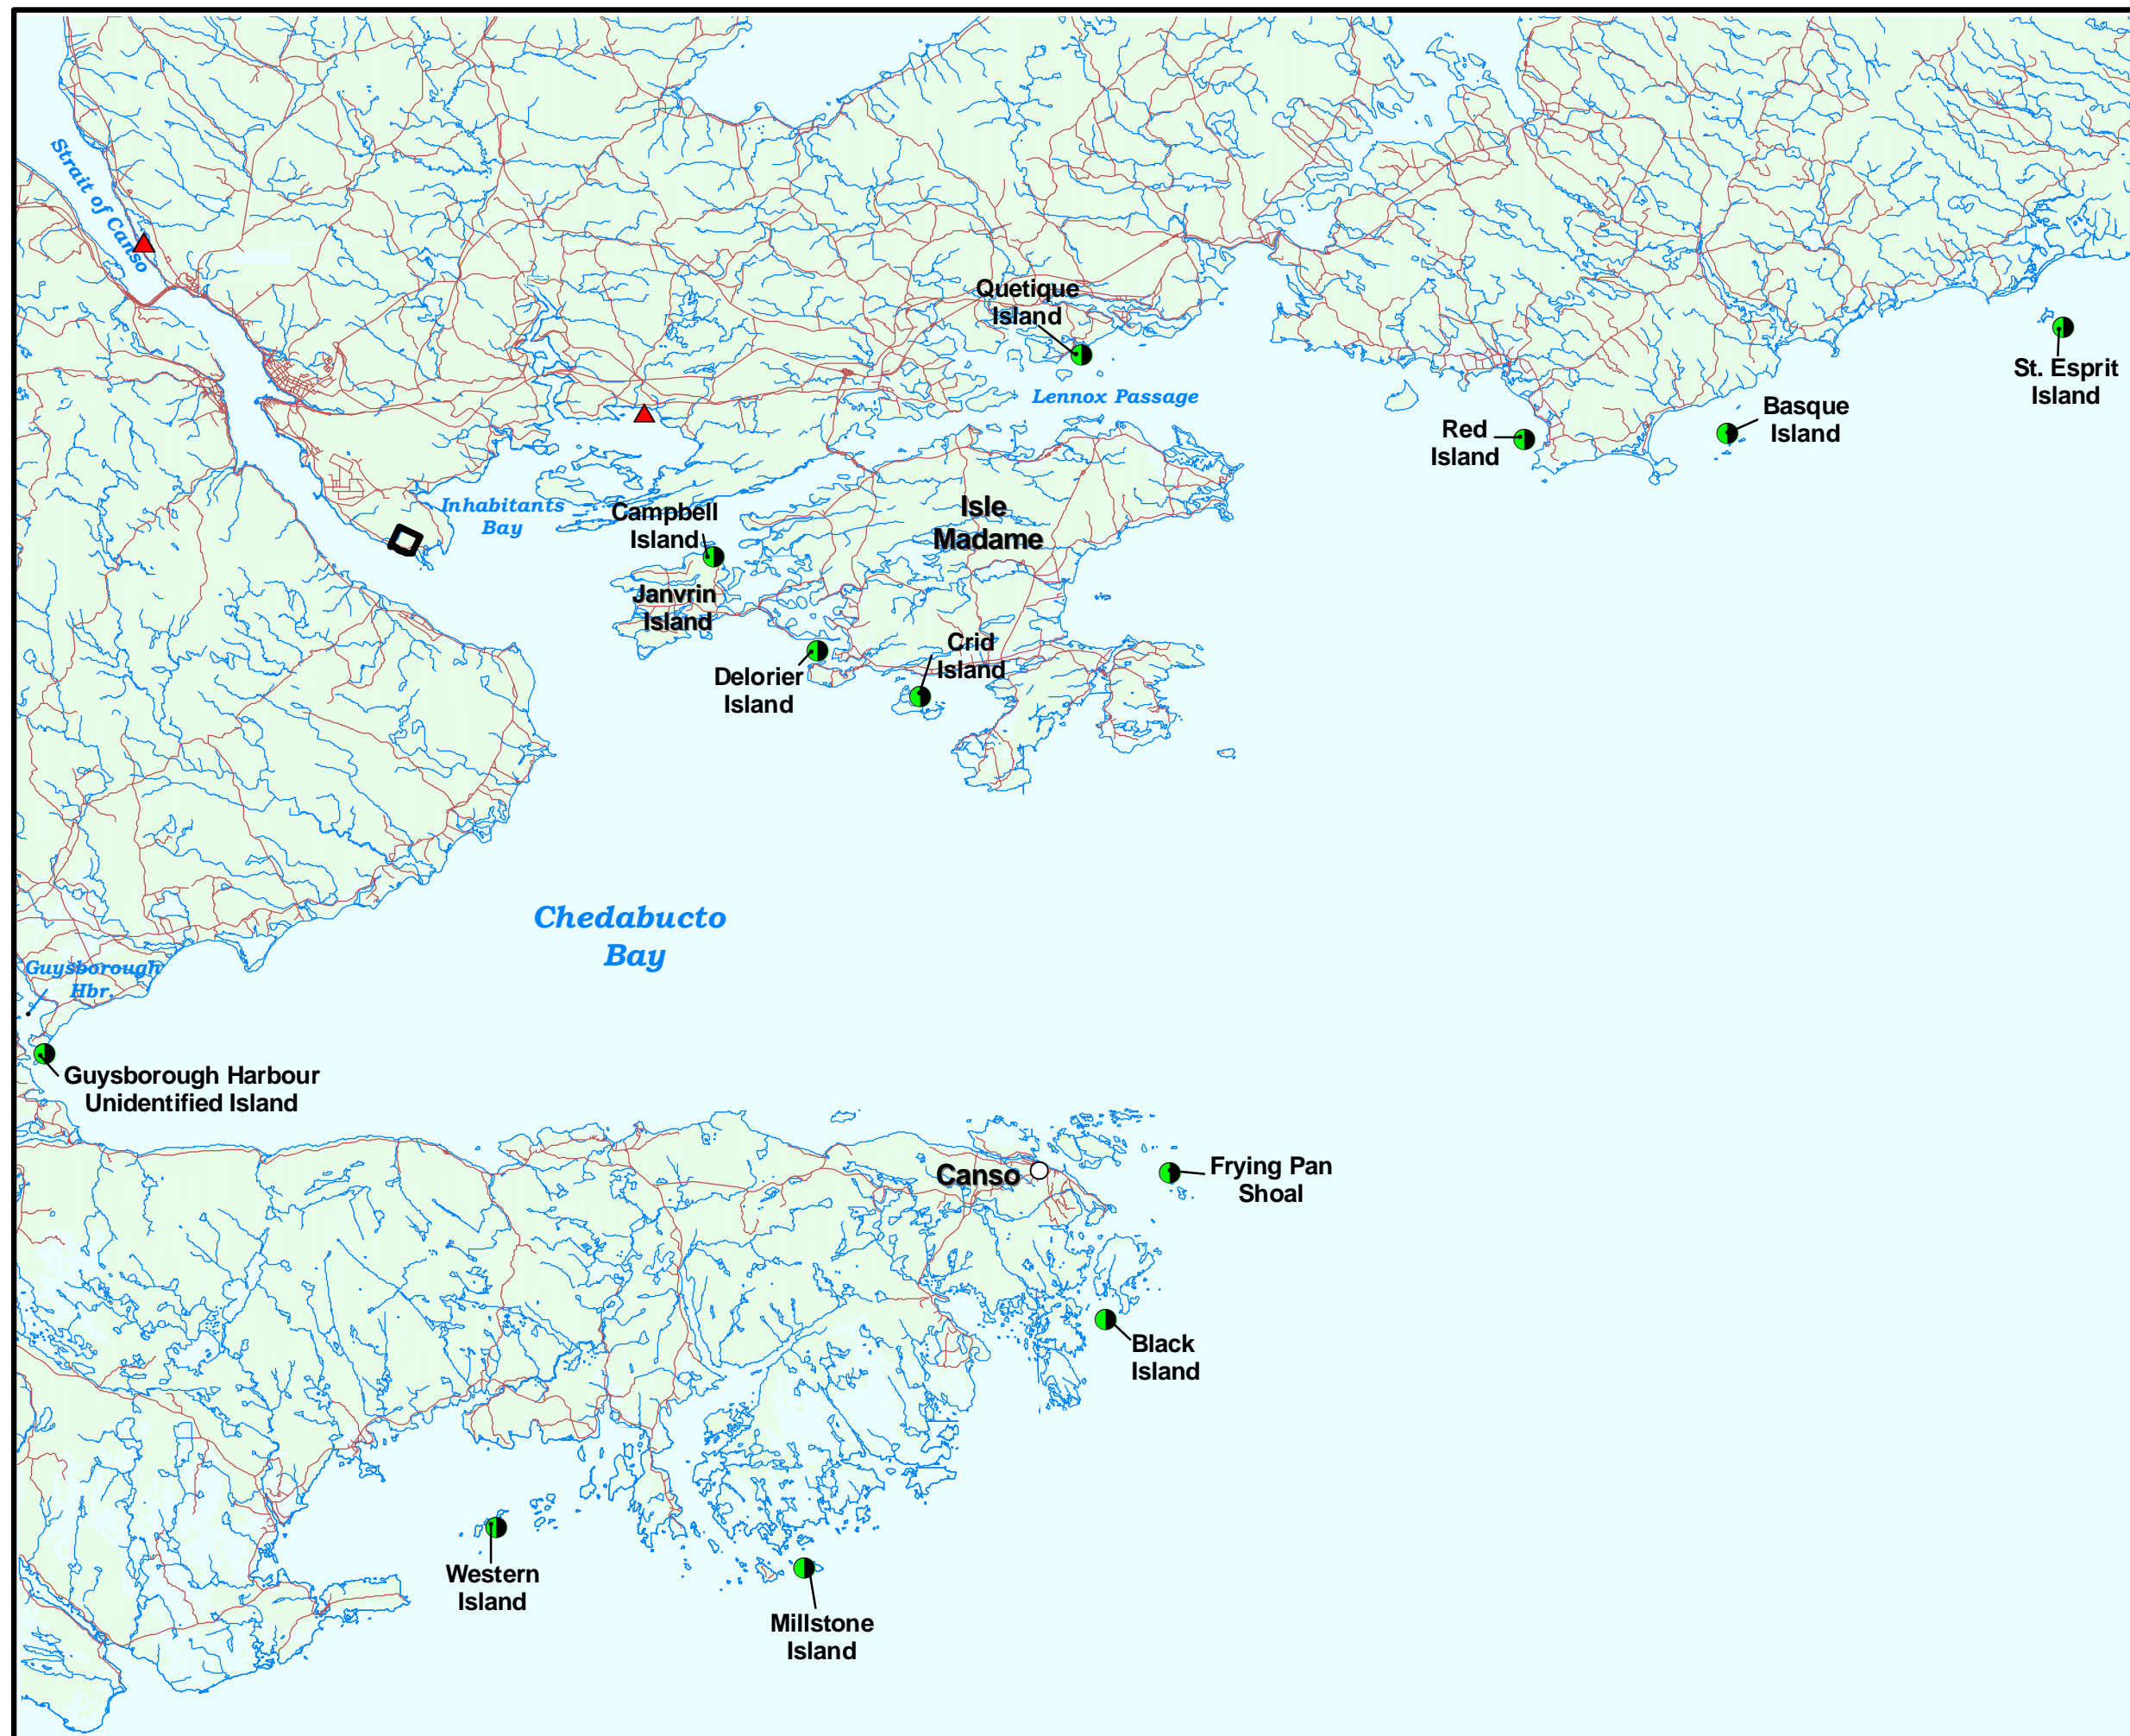 Strait of Canso
Quetique
Island
Lennox Passage
St. Esprit
Island
Basque
Island
Red
Island
Inhabitants
Bay
Campbell
Island
Isle
Madame
Janvrin
Island
Crid
Island
Delorier
Island
Chedabucto
Bay
Guysborough
Hbr.
Guysborough Harbour
Unidentified Island
Canso
Frying Pan
Shoal
Black
Island
Western
Island
Millstone
Island